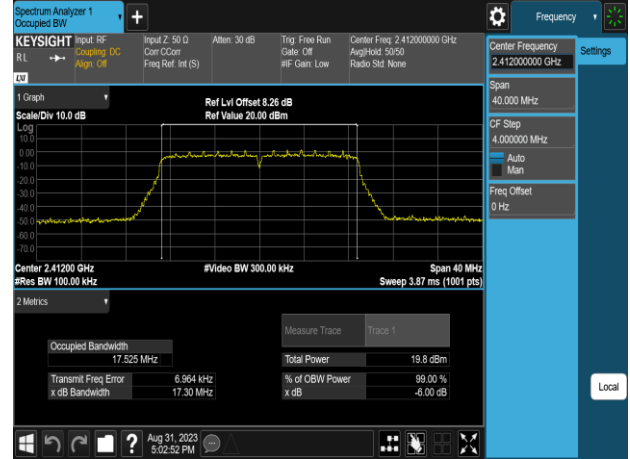 Spectrum Analyzer 1
Occupied BW
+
Frequency
KEYSIGHT
RL
LXI
Input: RF
Coupling: DC
Align: Off
Input Z: 50 Ω
Corr CCorr
Freq Ref: Int (S)
Atten: 30 dB
Trig: Free Run
Gate: Off
#IF Gain: Low
Center Freq: 2.412000000 GHz
Avg|Hold: 50/50
Radio Std: None
Center Frequency
2.412000000 GHz
Settings
Span
40.000 MHz
CF Step
4.000000 MHz
Auto
Man
Freq Offset
0 Hz
Local
1 Graph
Scale/Div 10.0 dB
Ref Lvl Offset 8.26 dB
Ref Value 20.00 dBm
Log
10.0
0.00
-10.0
-20.0
-30.0
-40.0
-50.0
-60.0
-70.0
Center 2.41200 GHz
#Video BW 300.00 kHz
Span 40 MHz
#Res BW 100.00 kHz
Sweep 3.87 ms (1001 pts)
2 Metrics
Measure Trace
Trace 1
Occupied Bandwidth
17.525 MHz
Total Power
19.8 dBm
Transmit Freq Error
6.964 kHz
% of OBW Power
99.00 %
x dB Bandwidth
17.30 MHz
x dB
-6.00 dB
?
Aug 31, 2023
5:02:52 PM